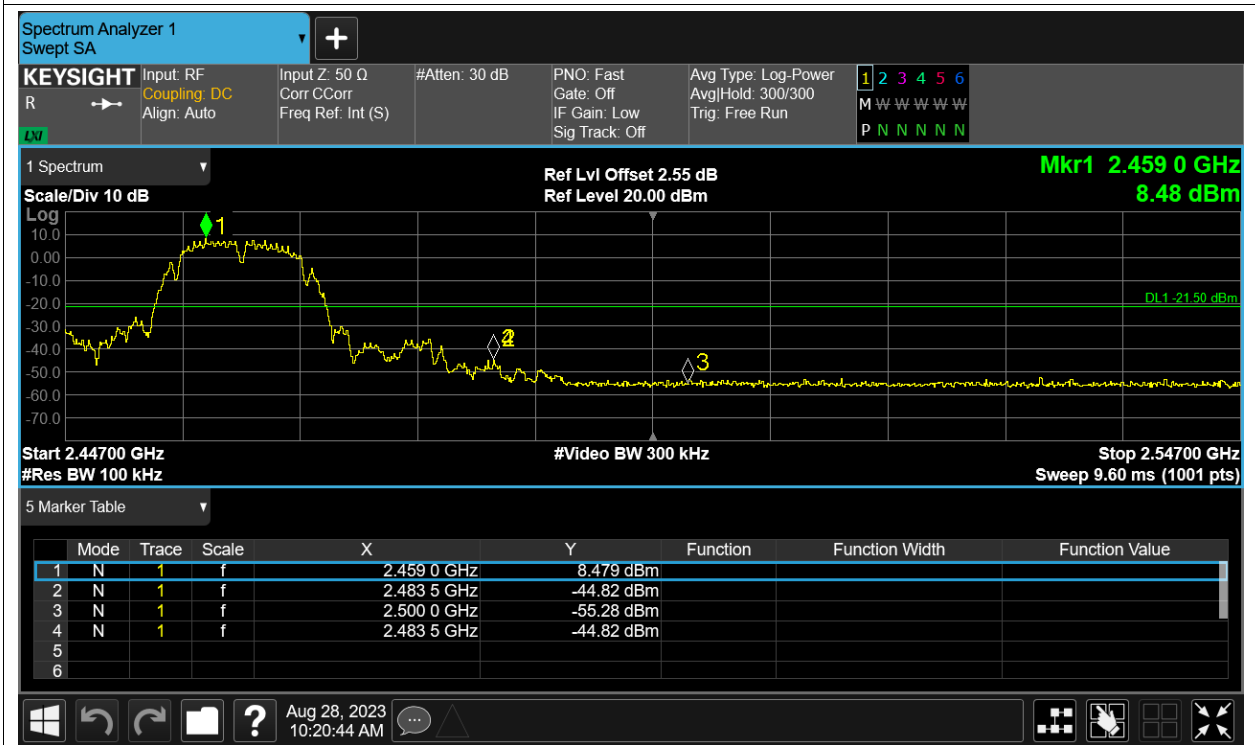 Spectrum Analyzer 1
Swept SA
+
KEYSIGHT Input: RF Input Z: 50 Ω #Atten: 30 dB PNO: Fast Avg Type: Log-Power 1 2 3 4 5 6
R Coupling: DC Corr CCorr Gate: Off Avg|Hold: 300/300 M W W W W W
Align: Auto Freq Ref: Int (S) IF Gain: Low Trig: Free Run
LXI Sig Track: Off P N N N N N
1 Spectrum Ref Lvl Offset 2.55 dB Mkr1 2.459 0 GHz
Scale/Div 10 dB Ref Level 20.00 dBm 8.48 dBm
Log
1
10.0
0.00
-10.0
-20.0
DL1 -21.50 dBm
-30.0
-40.0
-50.0
3
-60.0
-70.0
Start 2.44700 GHz #Video BW 300 kHz Stop 2.54700 GHz
#Res BW 100 kHz Sweep 9.60 ms (1001 pts)
5 Marker Table
Mode Trace Scale X Y Function Function Width Function Value
1 N 1 f 2.459 0 GHz 8.479 dBm
2 N 1 f 2.483 5 GHz -44.82 dBm
3 N 1 f 2.500 0 GHz -55.28 dBm
4 N 1 f 2.483 5 GHz -44.82 dBm
5
6
? Aug 28, 2023
10:20:44 AM